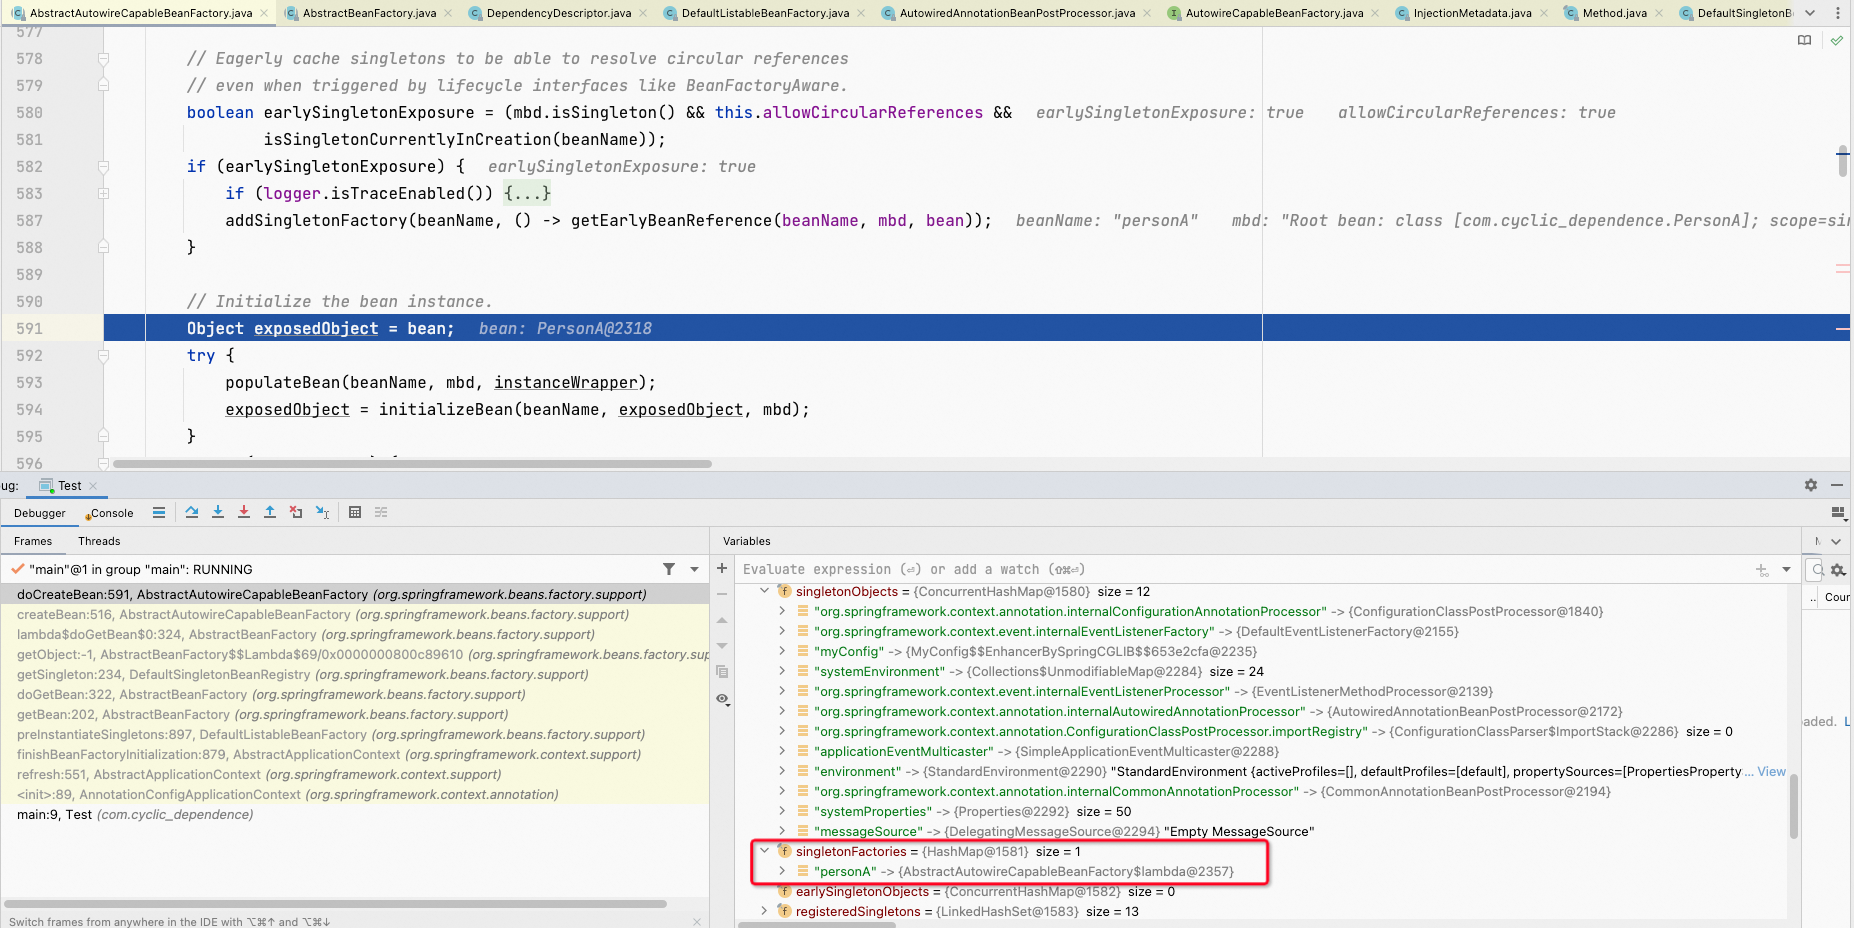 AbstractAutowireCapableBeanFactory.java AbstractBeanFactory.java DependencyDescriptor.java DefaultListableBeanFactory.java AutowiredAnnotationBeanPostProcessor.java AutowireCapableBeanFactory.java InjectionMetadata.java Method.java DefaultSingletonB
577
578 // Eagerly cache singletons to be able to resolve circular references
579 // even when triggered by lifecycle interfaces like BeanFactoryAware.
580 boolean earlySingletonExposure = (mbd.isSingleton() && this.allowCircularReferences && earlySingletonExposure: true allowCircularReferences: true
581 isSingletonCurrentlyInCreation(beanName));
582 if (earlySingletonExposure) { earlySingletonExposure: true
583 if (logger.isTraceEnabled()) {...}
587 addSingletonFactory(beanName, () -> getEarlyBeanReference(beanName, mbd, bean)); beanName: "personA" mbd: "Root bean: class [com.cyclic_dependence.PersonA]; scope=si
588 }
589
590 // Initialize the bean instance.
591 Object exposedObject = bean; bean: PersonA@2318
592 try {
593 populateBean(beanName, mbd, instanceWrapper);
594 exposedObject = initializeBean(beanName, exposedObject, mbd);
595 }
596
ug: Test
Debugger Console
Frames Threads
"main"@1 in group "main": RUNNING
doCreateBean:591, AbstractAutowireCapableBeanFactory (org.springframework.beans.factory.support)
createBean:516, AbstractAutowireCapableBeanFactory (org.springframework.beans.factory.support)
lambda$doGetBean$0:324, AbstractBeanFactory (org.springframework.beans.factory.support)
getObject:-1, AbstractBeanFactory$$Lambda$69/0x0000000800c89610 (org.springframework.beans.factory.supp
getSingleton:234, DefaultSingletonBeanRegistry (org.springframework.beans.factory.support)
doGetBean:322, AbstractBeanFactory (org.springframework.beans.factory.support)
getBean:202, AbstractBeanFactory (org.springframework.beans.factory.support)
preInstantiateSingletons:897, DefaultListableBeanFactory (org.springframework.beans.factory.support)
finishBeanFactoryInitialization:879, AbstractApplicationContext (org.springframework.context.support)
refresh:551, AbstractApplicationContext (org.springframework.context.support)
<init>:89, AnnotationConfigApplicationContext (org.springframework.context.annotation)
main:9, Test (com.cyclic_dependence)
Switch frames from anywhere in the IDE with ⌥⌘↑ and ⌥⌘↓
Variables
Evaluate expression (⏎) or add a watch (⇧⌘⏎)
singletonObjects = {ConcurrentHashMap@1580} size = 12
"org.springframework.context.annotation.internalConfigurationAnnotationProcessor" -> {ConfigurationClassPostProcessor@1840}
"org.springframework.context.event.internalEventListenerFactory" -> {DefaultEventListenerFactory@2155}
"myConfig" -> {MyConfig$$EnhancerBySpringCGLIB$$653e2cfa@2235}
"systemEnvironment" -> {Collections$UnmodifiableMap@2284} size = 24
"org.springframework.context.event.internalEventListenerProcessor" -> {EventListenerMethodProcessor@2139}
"org.springframework.context.annotation.internalAutowiredAnnotationProcessor" -> {AutowiredAnnotationBeanPostProcessor@2172}
"org.springframework.context.annotation.ConfigurationClassPostProcessor.importRegistry" -> {ConfigurationClassParser$ImportStack@2286} size = 0
"applicationEventMulticaster" -> {SimpleApplicationEventMulticaster@2288}
"environment" -> {StandardEnvironment@2290} "StandardEnvironment {activeProfiles=[], defaultProfiles=[default], propertySources=[PropertiesProperty ... View
"org.springframework.context.annotation.internalCommonAnnotationProcessor" -> {CommonAnnotationBeanPostProcessor@2194}
"systemProperties" -> {Properties@2292} size = 50
"messageSource" -> {DelegatingMessageSource@2294} "Empty MessageSource"
singletonFactories = {HashMap@1581} size = 1
"personA" -> {AbstractAutowireCapableBeanFactory$lambda@2357}
earlySingletonObjects = {ConcurrentHashMap@1582} size = 0
registeredSingletons = {LinkedHashSet@1583} size = 13
.. Coun
aded. L